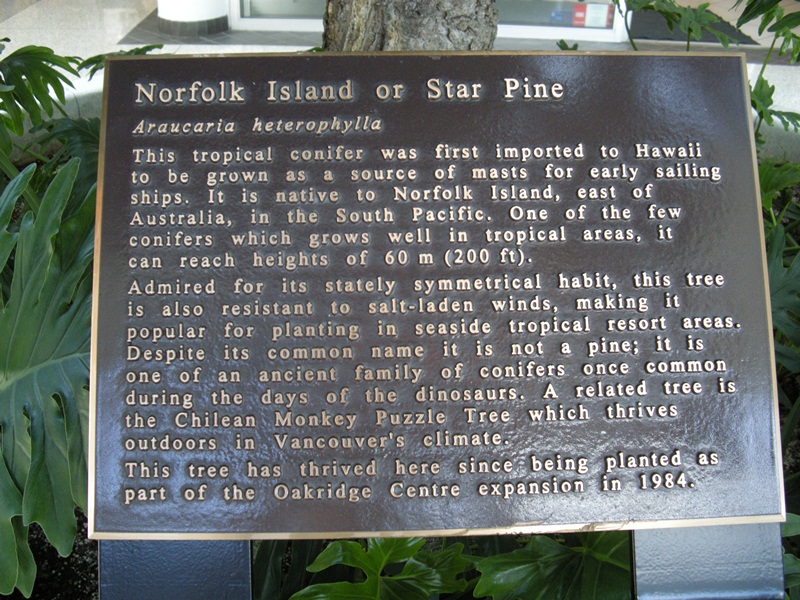 Norfolk Island or Star Pine
Araucaria heterophylla
This tropical conifer was first imported to Hawaii
to be grown as a source of masts for early sailing
ships. It is native to Norfolk Island, east of
Australia, in the South Pacific. One of the few
conifers which grows well in tropical areas, it
can reach heights of 60 m (200 ft).
Admired for its stately symmetrical habit, this tree
is also resistant to salt-laden winds, making it
popular for planting in seaside tropical resort areas.
Despite its common name it is not a pine; it is
one of an ancient family of conifers once common
during the days of the dinosaurs. A related tree is
the Chilean Monkey Puzzle Tree which thrives
outdoors in Vancouver's climate.
This tree has thrived here since being planted as
part of the Oakridge Centre expansion in 1984.